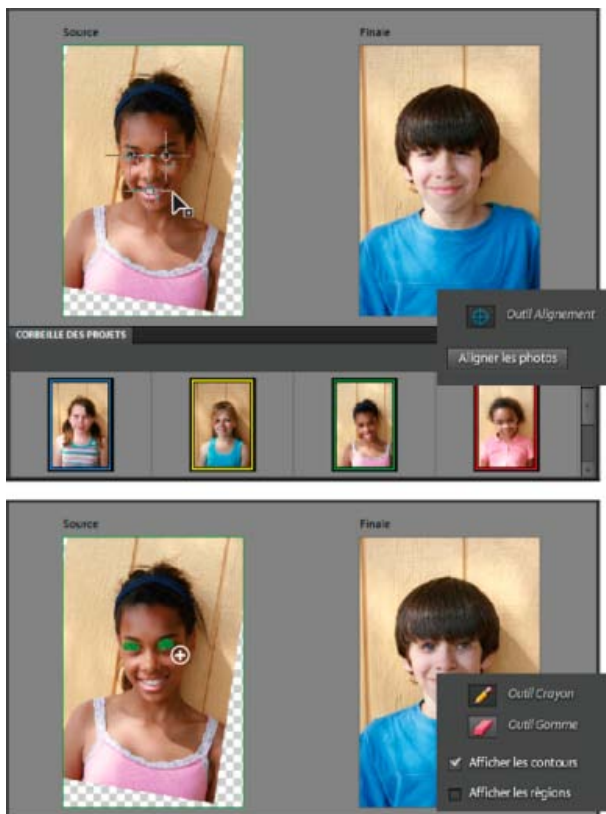 Source Finale
Outil Alignement
CORBEILLE DES PROJETS
Aligner les photos
Source Finale
Outil Crayon
Outil Gomme
Afficher les contours
Afficher les régions